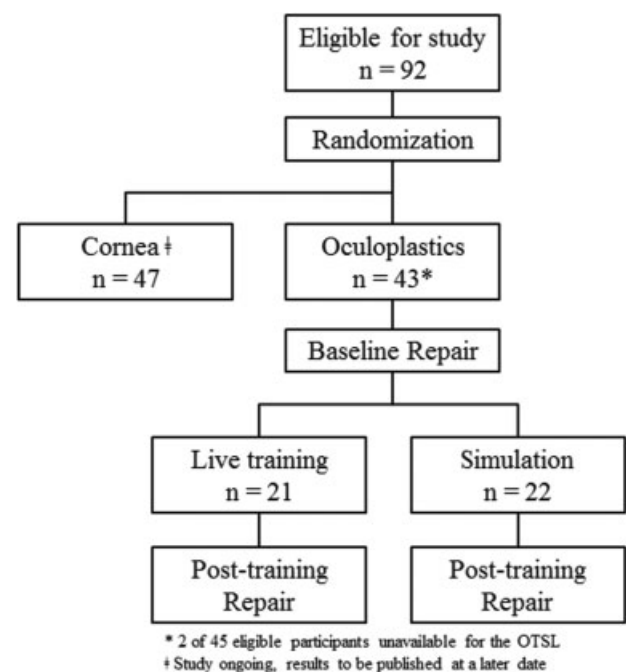 Eligible for study
n = 92
Randomization
Cornea ǂ
n = 47
Oculoplastics
n = 43*
Baseline Repair
Live training
n = 21
Simulation
n = 22
Post-training
Repair
Post-training
Repair
* 2 of 45 eligible participants unavailable for the OTSL
ǂ Study ongoing, results to be published at a later date